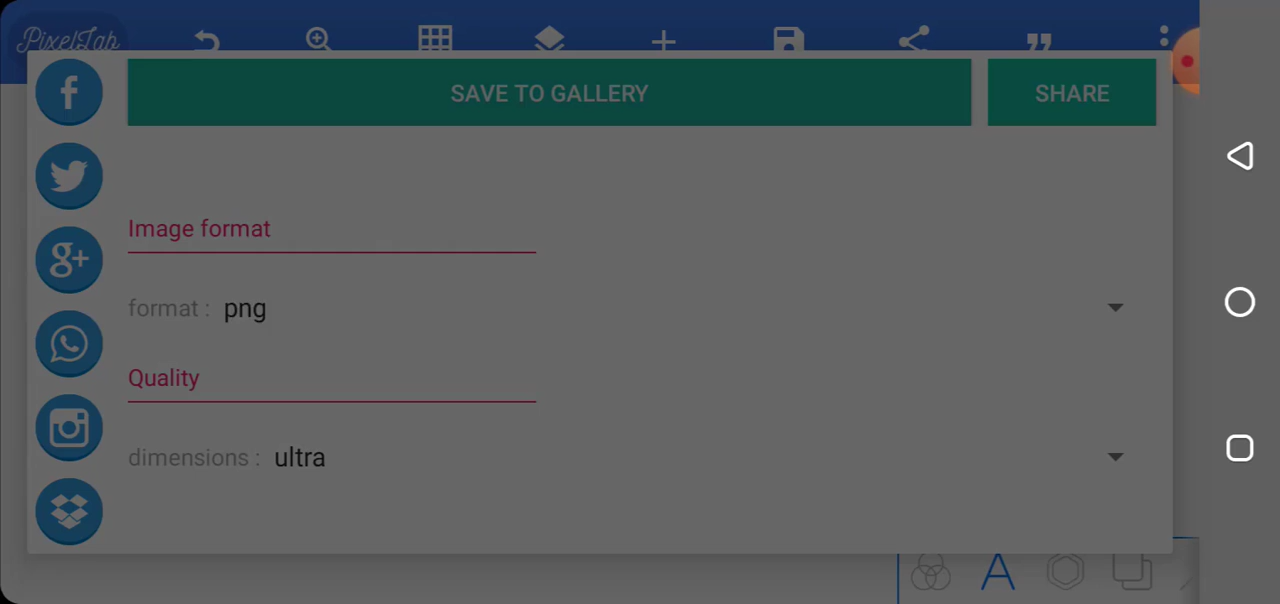 PixelLab
SAVE TO GALLERY
SHARE
Image format
format : png
Quality
dimensions : ultra